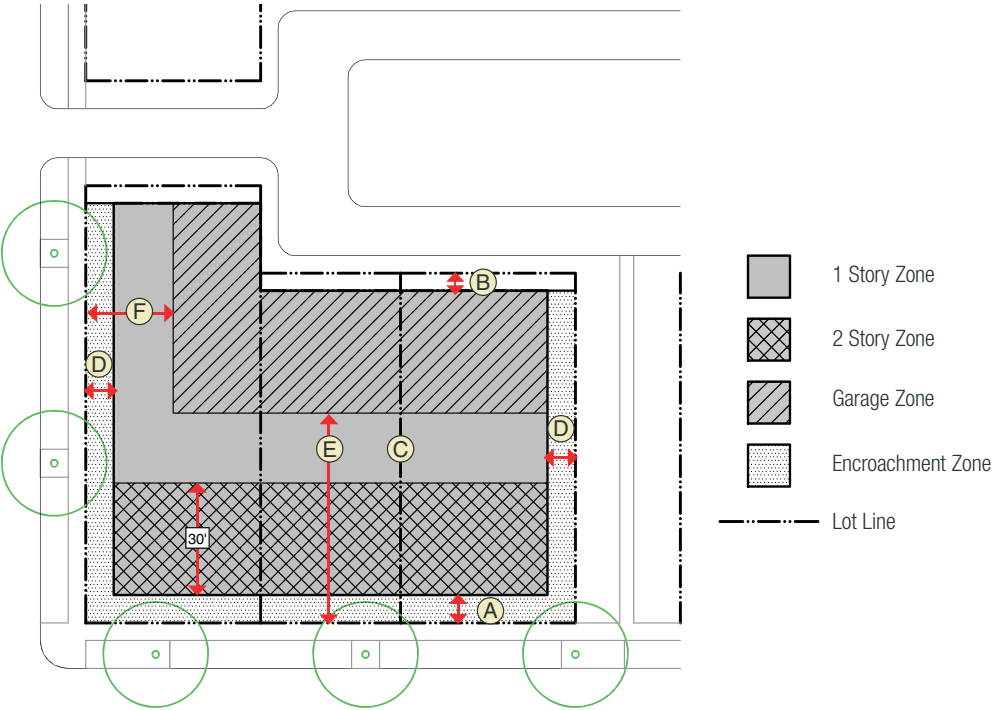 B
F
D
D
E
C
30'
A
1 Story Zone
2 Story Zone
Garage Zone
Encroachment Zone
Lot Line